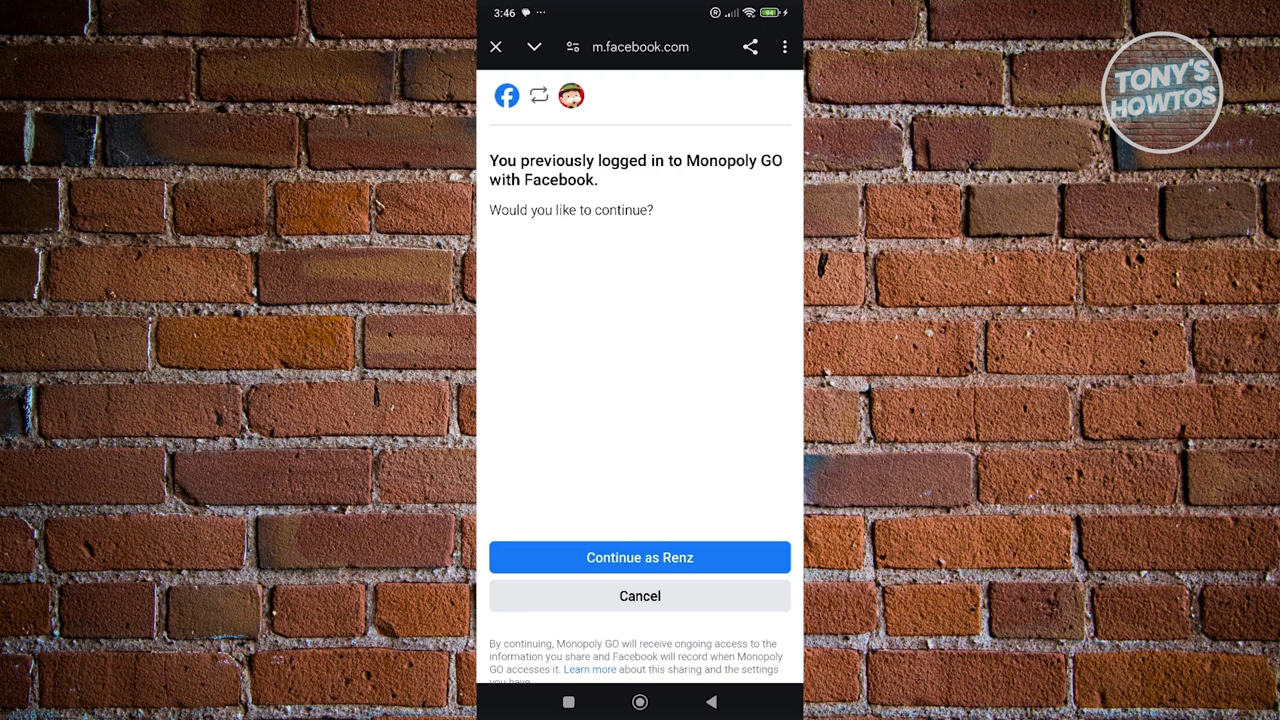 3:46
m.facebook.com
TONY'S
HOWTOS
You previously logged in to Monopoly GO
with Facebook.
Would you like to continue?
Continue as Renz
Cancel
By continuing, Monopoly GO will receive ongoing access to the
information you share and Facebook will record when Monopoly
GO accesses it. Learn more about this sharing and the settings
you have.